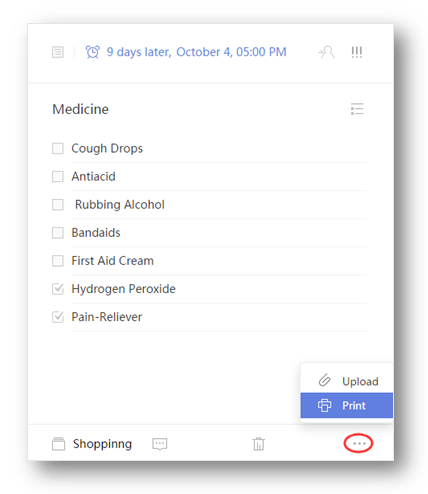 9 days later, October 4, 05:00 PM
!!!
Medicine
Cough Drops
Antiacid
Rubbing Alcohol
Bandaids
First Aid Cream
Hydrogen Peroxide
Pain-Reliever
Upload
Print
Shoppinng